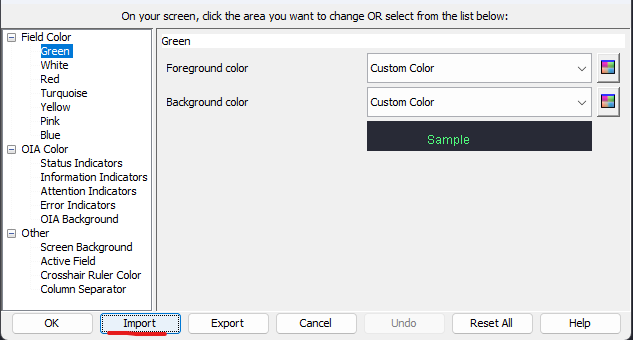 On your screen, click the area you want to change OR select from the list below:
Field Color
Green
White
Red
Turquoise
Yellow
Pink
Blue
OIA Color
Status Indicators
Information Indicators
Attention Indicators
Error Indicators
OIA Background
Other
Screen Background
Active Field
Crosshair Ruler Color
Column Separator
Green
Foreground color Custom Color
Background color Custom Color
Sample
OK Import Export Cancel Undo Reset All Help